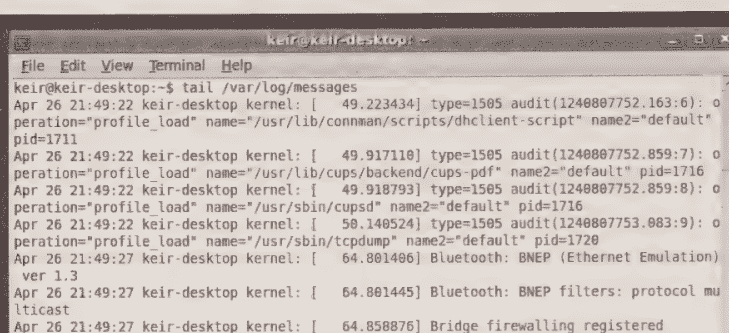 keir@keir-desktop: ~
File Edit View Terminal Help
keir@keir-desktop:~$ tail /var/log/messages
Apr 26 21:49:22 keir-desktop kernel: [   49.223434] type=1505 audit(1240807752.163:6): o
peration="profile_load" name="/usr/lib/connman/scripts/dhclient-script" name2="default"
pid=1711
Apr 26 21:49:22 keir-desktop kernel: [   49.917110] type=1505 audit(1240807752.859:7): o
peration="profile_load" name="/usr/lib/cups/backend/cups-pdf" name2="default" pid=1716
Apr 26 21:49:22 keir-desktop kernel: [   49.918793] type=1505 audit(1240807752.859:8): o
peration="profile_load" name="/usr/sbin/cupsd" name2="default" pid=1716
Apr 26 21:49:22 keir-desktop kernel: [   50.140524] type=1505 audit(1240807753.083:9): o
peration="profile_load" name="/usr/sbin/tcpdump" name2="default" pid=1720
Apr 26 21:49:27 keir-desktop kernel: [   64.801406] Bluetooth: BNEP (Ethernet Emulation)
 ver 1.3
Apr 26 21:49:27 keir-desktop kernel: [   64.801445] Bluetooth: BNEP filters: protocol mu
lticast
Apr 26 21:49:27 keir-desktop kernel: [   64.858876] Bridge firewalling registered